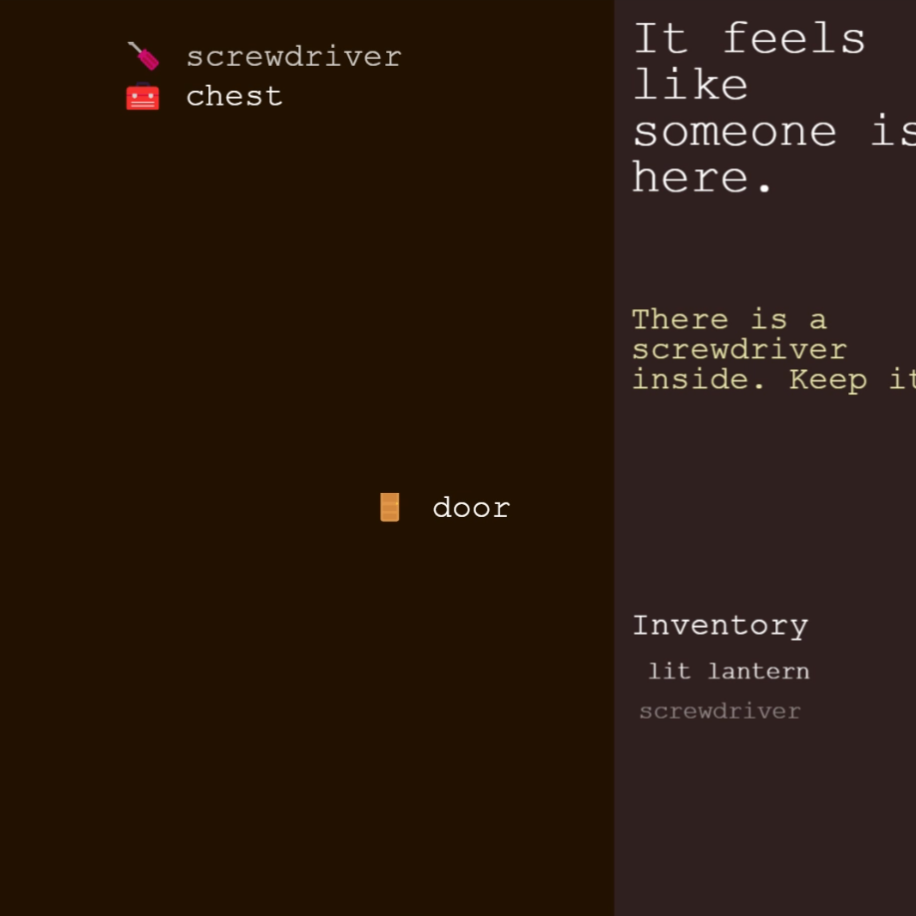 screwdriver
chest
door
It feels
like
someone is
here.
There is a
screwdriver
inside. Keep it
Inventory
lit lantern
screwdriver